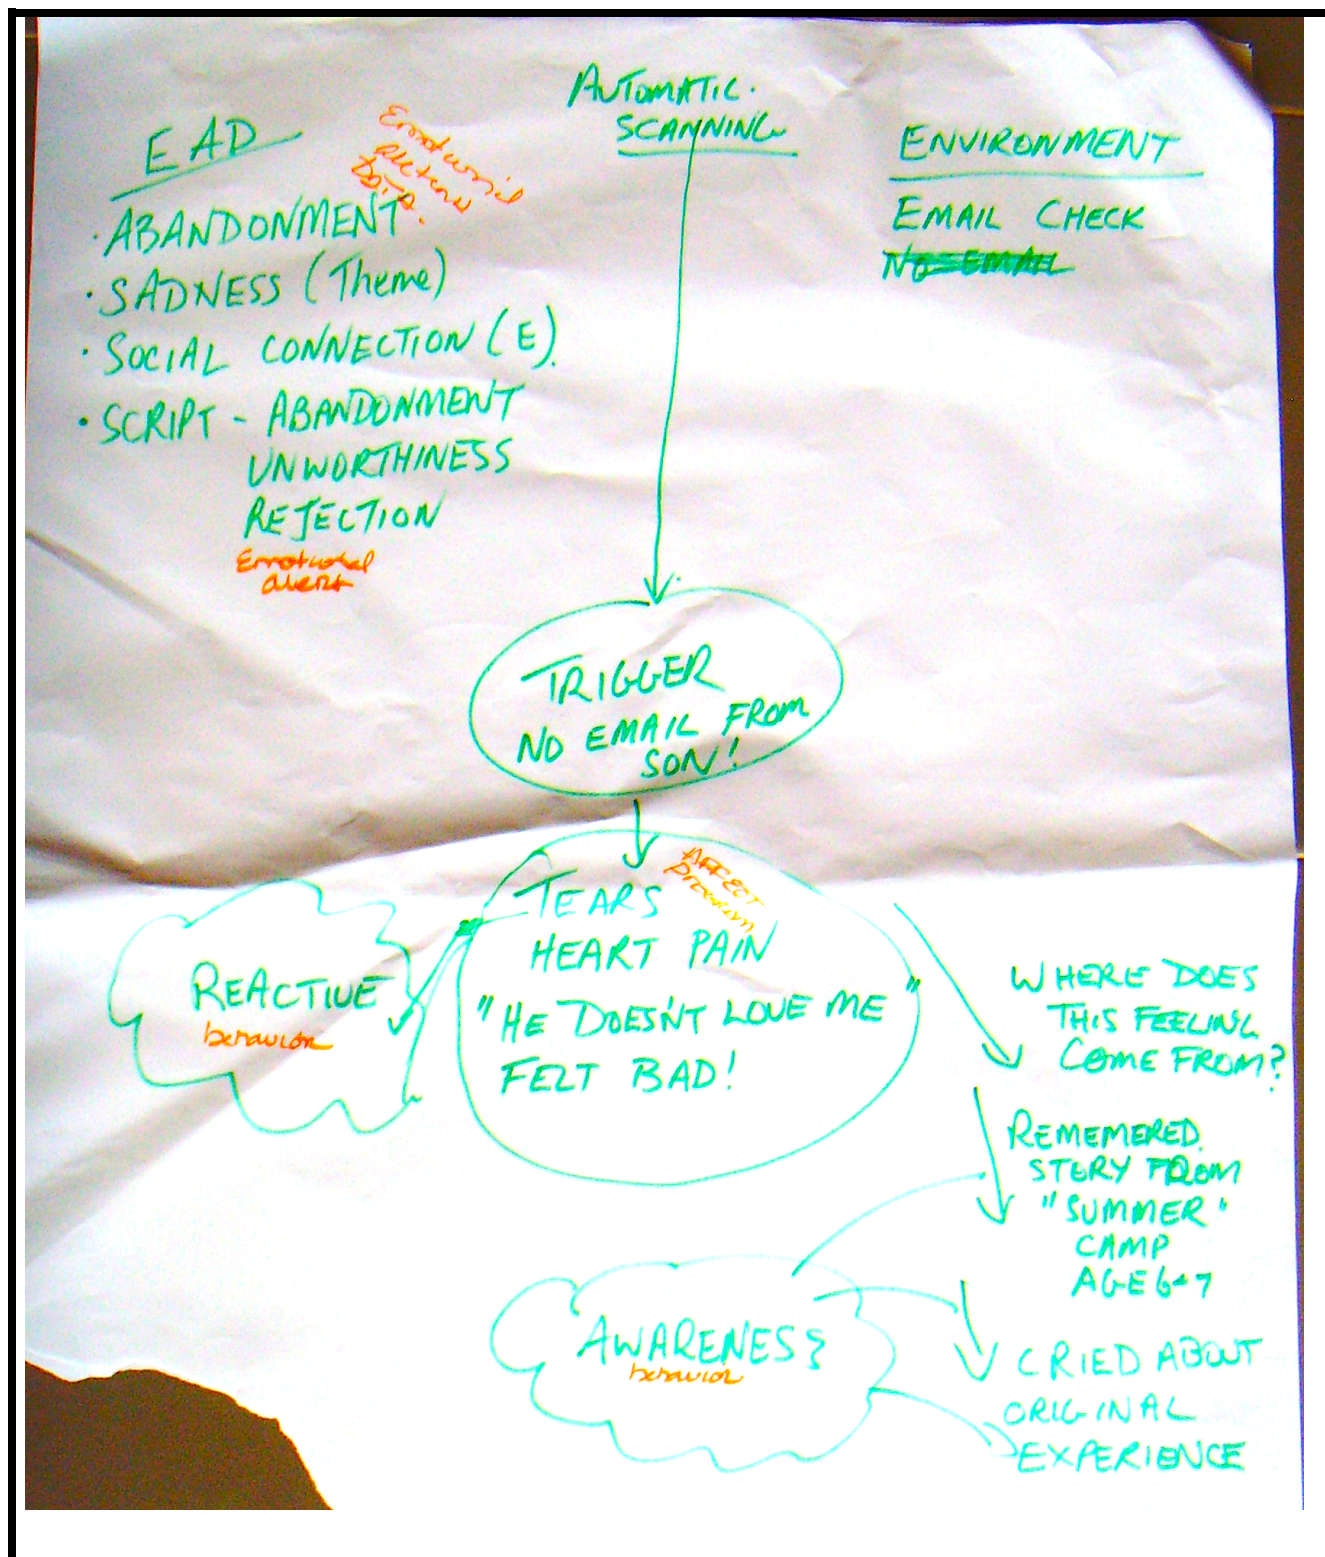 AUTOMATIC.
SCANNING
EAD
Emotional
alert
Data.
· ABANDONMENT
· SADNESS (Theme)
· SOCIAL CONNECTION (E).
· SCRIPT - ABANDONMENT
UNWORTHINESS
REJECTION
Emotional
alert
ENVIRONMENT
EMAIL CHECK
NO EMAIL
TRIGGER
NO EMAIL FROM
SON!
AFFECT
Program
TEARS
HEART PAIN
"HE DOESN'T LOVE ME"
FELT BAD!
REACTIVE
behavior
WHERE DOES
THIS FEELING
COME FROM?
REMEMERED
STORY FROM
"SUMMER"
CAMP
AGE 6-7
CRIED ABOUT
ORIGINAL
EXPERIENCE
AWARENESS
behavior